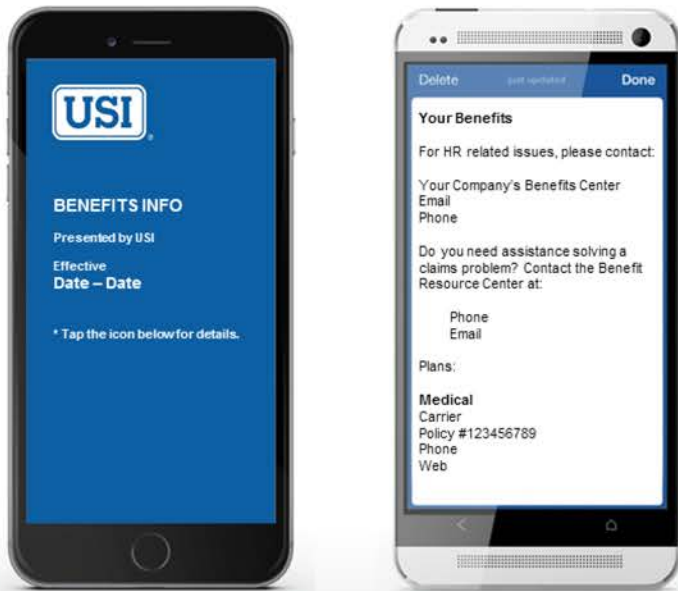 USI
BENEFITS INFO
Presented by USI
Effective
Date – Date
* Tap the icon below for details.
Delete
just updated
Done
Your Benefits
For HR related issues, please contact:
Your Company's Benefits Center
Email
Phone
Do you need assistance solving a
claims problem? Contact the Benefit
Resource Center at:
Phone
Email
Plans:
Medical
Carrier
Policy #123456789
Phone
Web